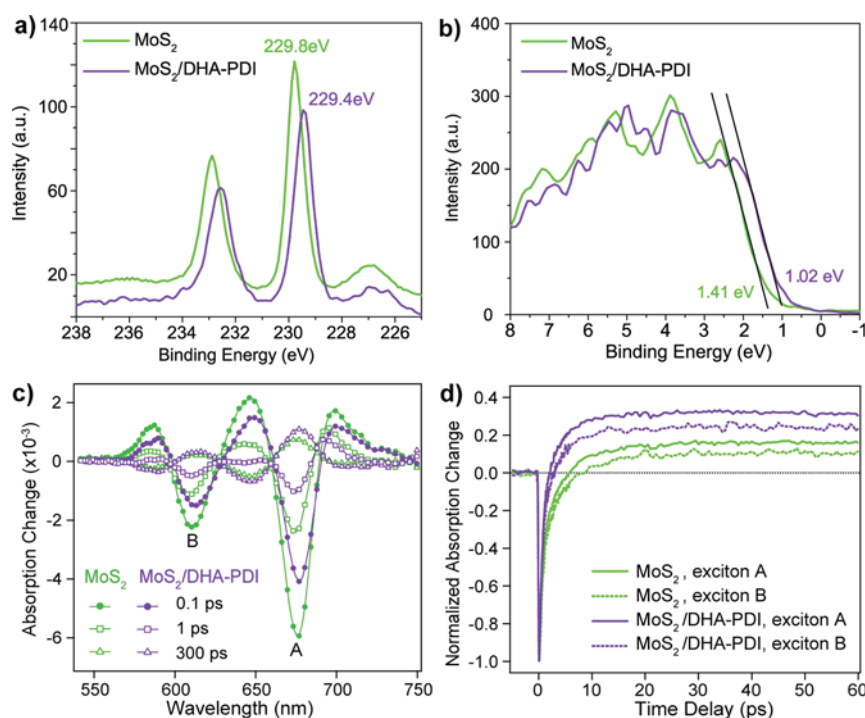 a)
MoS2
MoS2/DHA-PDI
229.8eV
229.4eV
Intensity (a.u.)
140
100
60
20
238 236 234 232 230 228 226
Binding Energy (eV)
b)
MoS2
MoS2/DHA-PDI
1.41 eV
1.02 eV
Intensity (a.u.)
400
300
200
100
0
8 7 6 5 4 3 2 1 0 -1
Binding Energy (eV)
c)
Absorption Change (x10-3)
2
0
-2
-4
-6
B
A
MoS2 MoS2/DHA-PDI
0.1 ps
1 ps
300 ps
550 600 650 700 750
Wavelength (nm)
d)
Normalized Absorption Change
0.4
0.2
0.0
-0.2
-0.4
-0.6
-0.8
-1.0
MoS2, exciton A
MoS2, exciton B
MoS2/DHA-PDI, exciton A
MoS2/DHA-PDI, exciton B
0 10 20 30 40 50 60
Time Delay (ps)